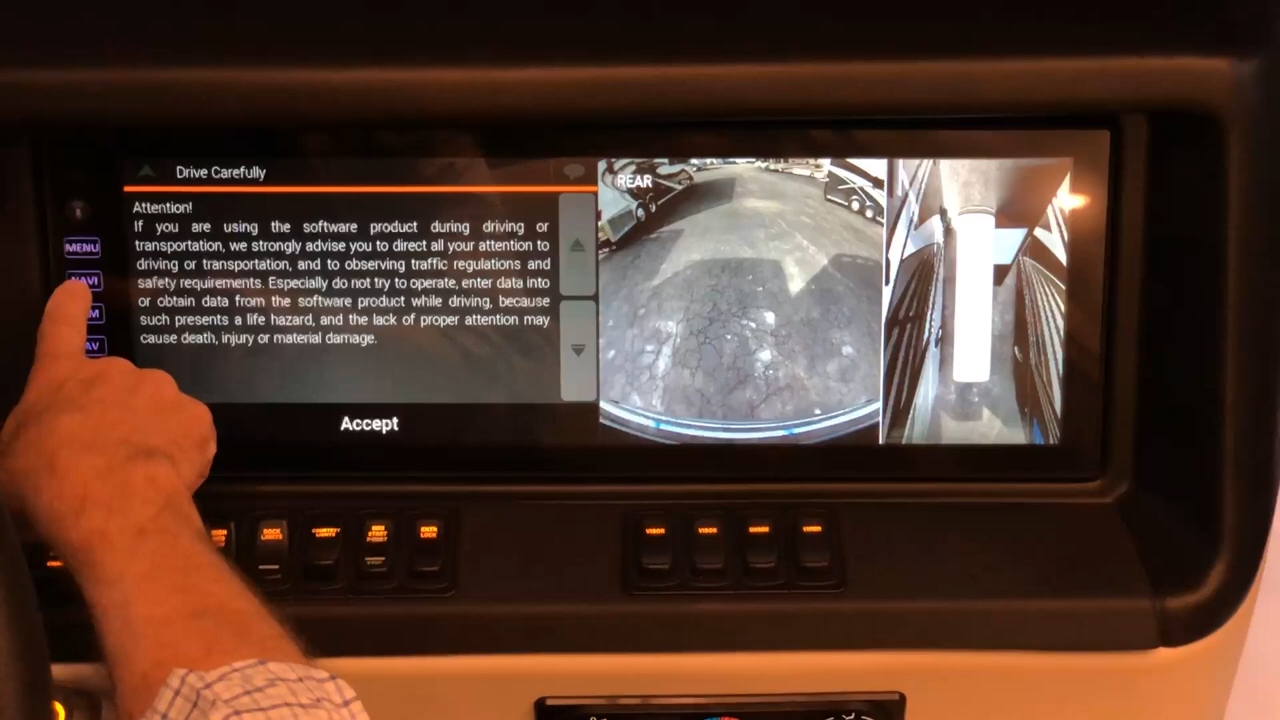 Drive Carefully
REAR
Attention!
If you are using the software product during driving or
transportation, we strongly advise you to direct all your attention to
driving or transportation, and to observing traffic regulations and
safety requirements. Especially do not try to operate, enter data into
or obtain data from the software product while driving, because
such presents a life hazard, and the lack of proper attention may
cause death, injury or material damage.
Accept
MENU
NAVI
M
AV
DOCK
LIGHTS
COURTESY
LIGHTS
START
LOCK
VISOR
VISOR